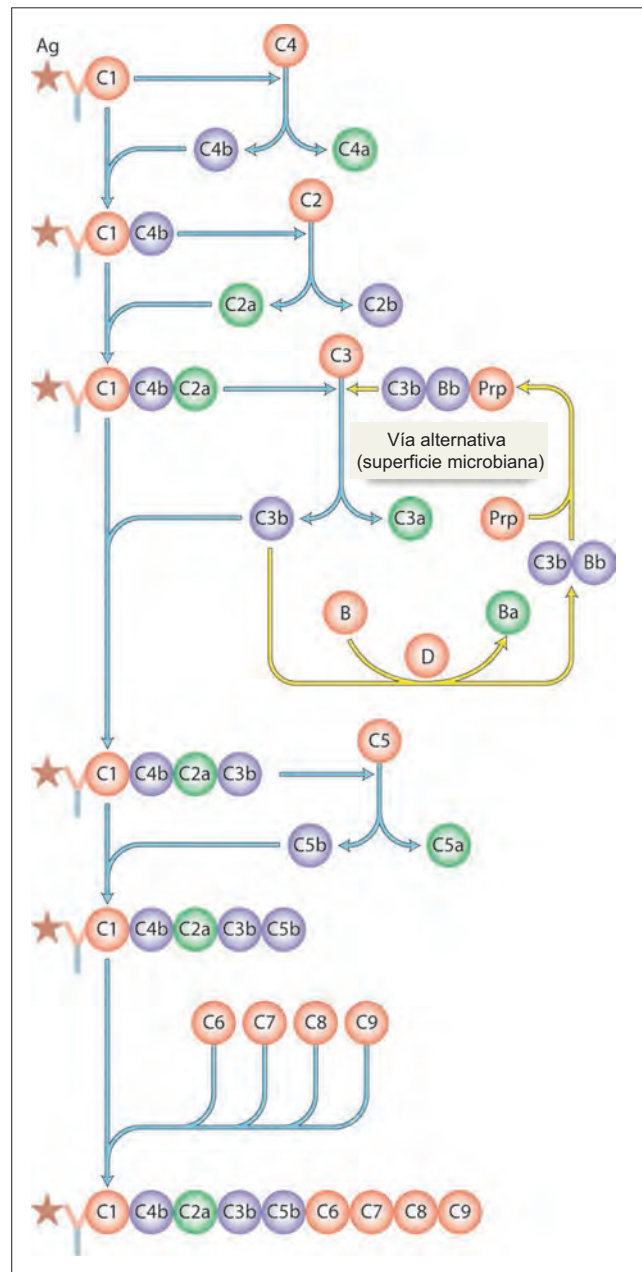 Ag
C4
C1
C4b
C4a
C2
C1 C4b
C2a
C2b
C3
C1 C4b C2a
C3b Bb Prp
Vía alternativa
(superficie microbiana)
C3b
C3a
Prp
C3b Bb
B
Ba
D
C5
C1 C4b C2a C3b
C5b
C5a
C1 C4b C2a C3b C5b
C6 C7 C8 C9
C1 C4b C2a C3b C5b C6 C7 C8 C9